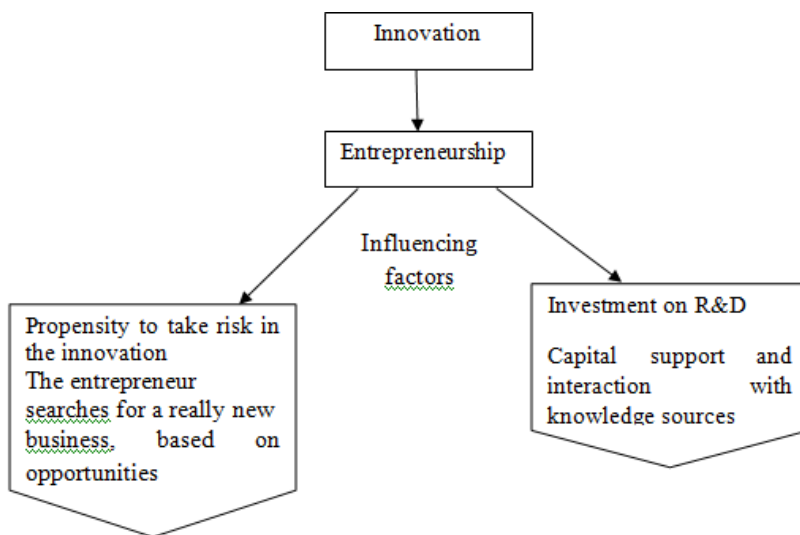 Innovation
Entrepreneurship
Influencing
factors
Propensity to take risk in
the innovation
The entrepreneur
searches for a really new
business, based on
opportunities
Investment on R&D
Capital support and
interaction with
knowledge sources